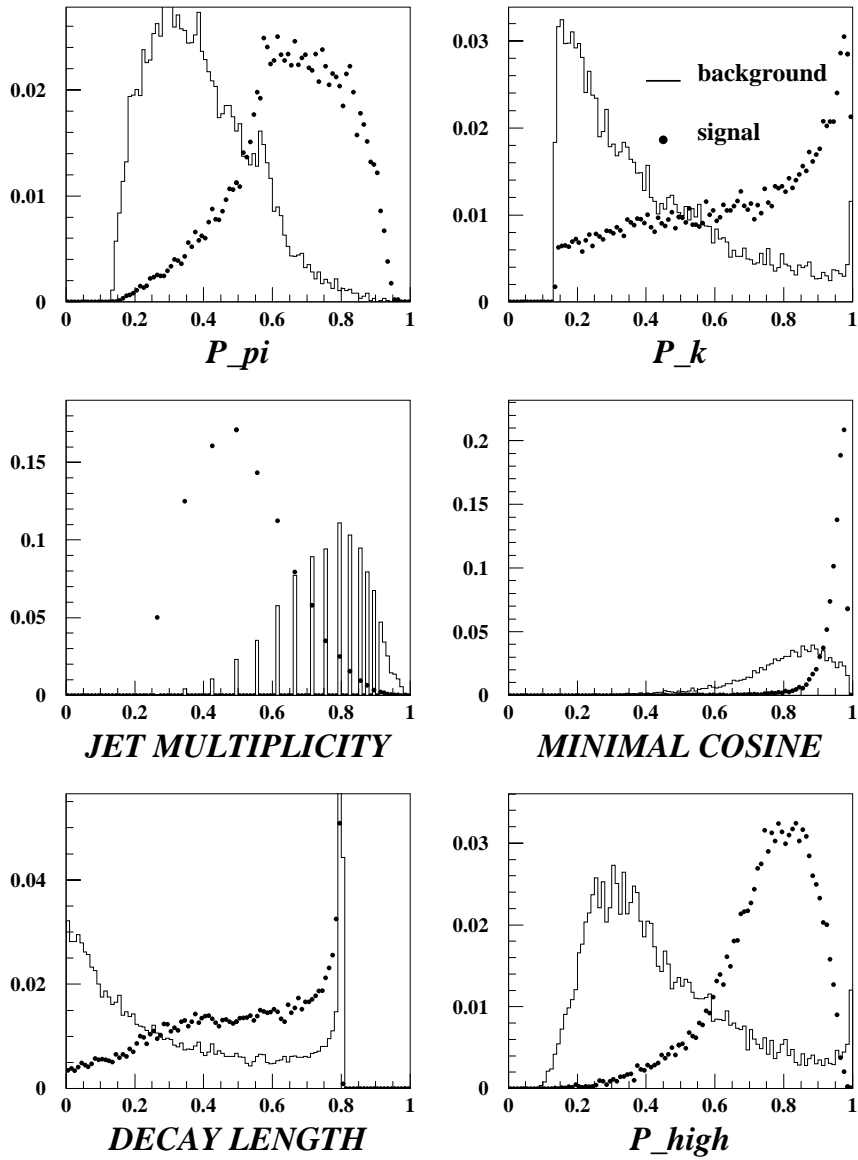 0.02
0.01
0
0 0.2 0.4 0.6 0.8 1
P_pi
0.03
0.02
0.01
0
0 0.2 0.4 0.6 0.8 1
P_k
background
signal
0.15
0.1
0.05
0
0 0.2 0.4 0.6 0.8 1
JET MULTIPLICITY
0.2
0.15
0.1
0.05
0
0 0.2 0.4 0.6 0.8 1
MINIMAL COSINE
0.04
0.02
0
0 0.2 0.4 0.6 0.8 1
DECAY LENGTH
0.03
0.02
0.01
0
0 0.2 0.4 0.6 0.8 1
P_high